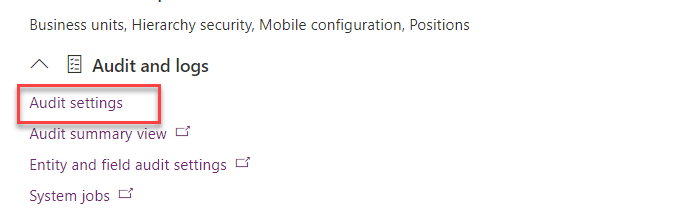 Business units, Hierarchy security, Mobile configuration, Positions
Audit and logs
Audit settings
Audit summary view
Entity and field audit settings
System jobs